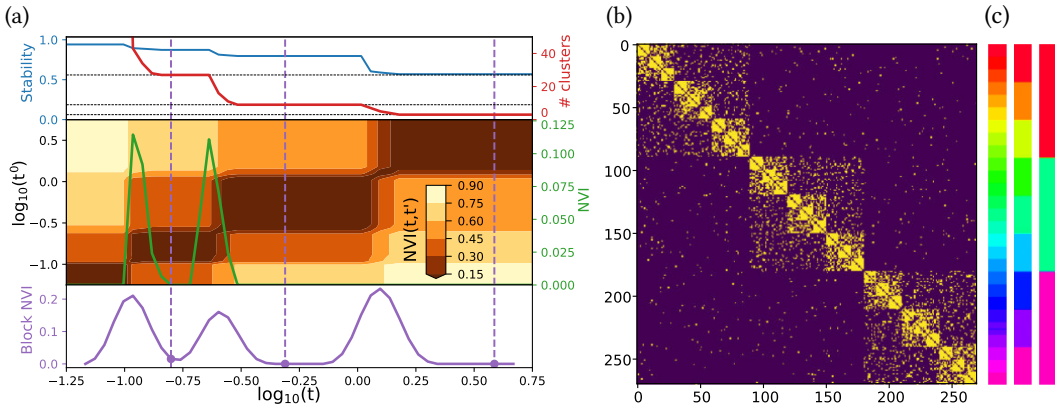 (a)
(b)
(c)
1.0
0.5
0.0
Stability
40
20
0
# clusters
0.5
0.0
−0.5
−1.0
log10(t⁰)
0.125
0.100
0.075
0.050
0.025
0.000
NVI
NVI(t,t')
0.90
0.75
0.60
0.45
0.30
0.15
0.2
0.1
0.0
Block NVI
−1.25 −1.00 −0.75 −0.50 −0.25 0.00 0.25 0.50 0.75
log10(t)
0
50
100
150
200
250
0 50 100 150 200 250